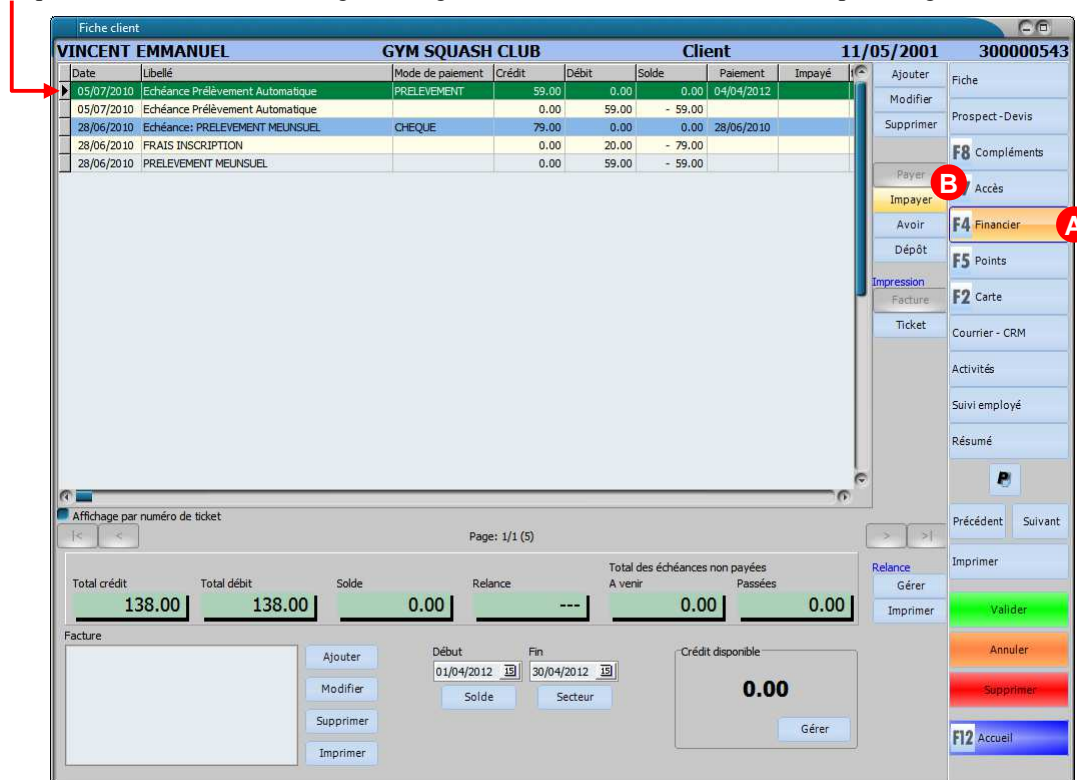 Fiche client
VINCENT EMMANUEL GYM SQUASH CLUB Client 11/05/2001 300000543
Date Libellé Mode de paiement Crédit Débit Solde Paiement Impayé
05/07/2010 Echéance Prélèvement Automatique PRELEVEMENT 59.00 0.00 0.00 04/04/2012
05/07/2010 Echéance Prélèvement Automatique 0.00 59.00 - 59.00
28/06/2010 Echéance: PRELEVEMENT MEUNSUEL CHEQUE 79.00 0.00 0.00 28/06/2010
28/06/2010 FRAIS INSCRIPTION 0.00 20.00 - 79.00
28/06/2010 PRELEVEMENT MEUNSUEL 0.00 59.00 - 59.00
Ajouter
Modifier
Supprimer
Payer
B
Impayer
Avoir
Dépôt
Impression
Facture
Ticket
Fiche
Prospect - Devis
F8 Compléments
Accès
F4 Financier
A
F5 Points
F2 Carte
Courrier - CRM
Activités
Suivi employé
Résumé
Précédent Suivant
Imprimer
Valider
Annuler
Supprimer
F12 Accueil
Affichage par numéro de ticket
|< < Page: 1/1 (5) > >|
Total des échéances non payées
Total crédit Total débit Solde Relance A venir Passées
138.00 138.00 0.00 --- 0.00 0.00
Relance
Gérer
Imprimer
Facture
Ajouter
Modifier
Supprimer
Imprimer
Début Fin
01/04/2012 15 30/04/2012 15
Solde Secteur
Crédit disponible
0.00
Gérer